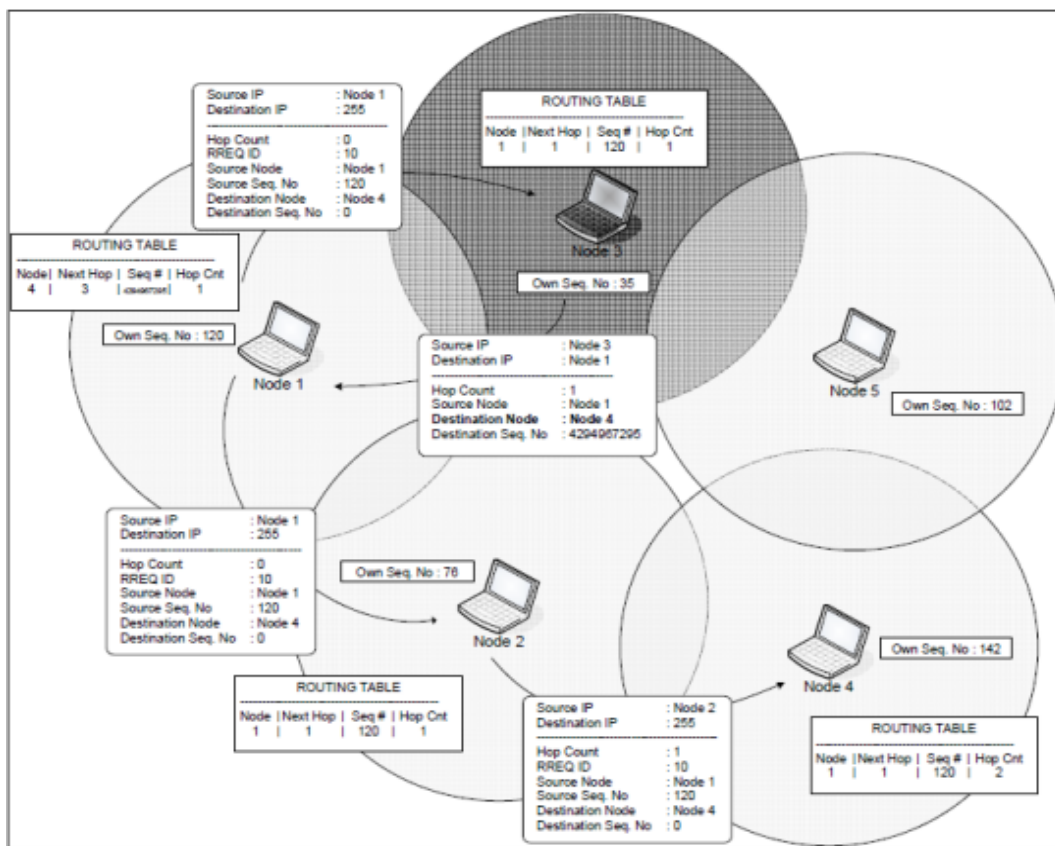 Source IP : Node 1
Destination IP : 255
Hop Count : 0
RREQ ID : 10
Source Node : Node 1
Source Seq. No : 120
Destination Node : Node 4
Destination Seq. No : 0
ROUTING TABLE
Node |Next Hop | Seq # | Hop Cnt
1 | 1 | 120 | 1
Node 3
Own Seq. No : 35
ROUTING TABLE
Node| Next Hop | Seq # | Hop Cnt
4 | 3 |4294967295| 1
Own Seq. No : 120
Node 1
Source IP : Node 3
Destination IP : Node 1
Hop Count : 1
Source Node : Node 1
Destination Node : Node 4
Destination Seq. No : 4294967295
Node 5
Own Seq. No : 102
Source IP : Node 1
Destination IP : 255
Hop Count : 0
RREQ ID : 10
Source Node : Node 1
Source Seq. No : 120
Destination Node : Node 4
Destination Seq. No : 0
Own Seq. No : 76
Node 2
Own Seq. No : 142
Node 4
ROUTING TABLE
Node |Next Hop | Seq # | Hop Cnt
1 | 1 | 120 | 1
Source IP : Node 2
Destination IP : 255
Hop Count : 1
RREQ ID : 10
Source Node : Node 1
Source Seq. No : 120
Destination Node : Node 4
Destination Seq. No : 0
ROUTING TABLE
Node |Next Hop | Seq # | Hop Cnt
1 | 1 | 120 | 2